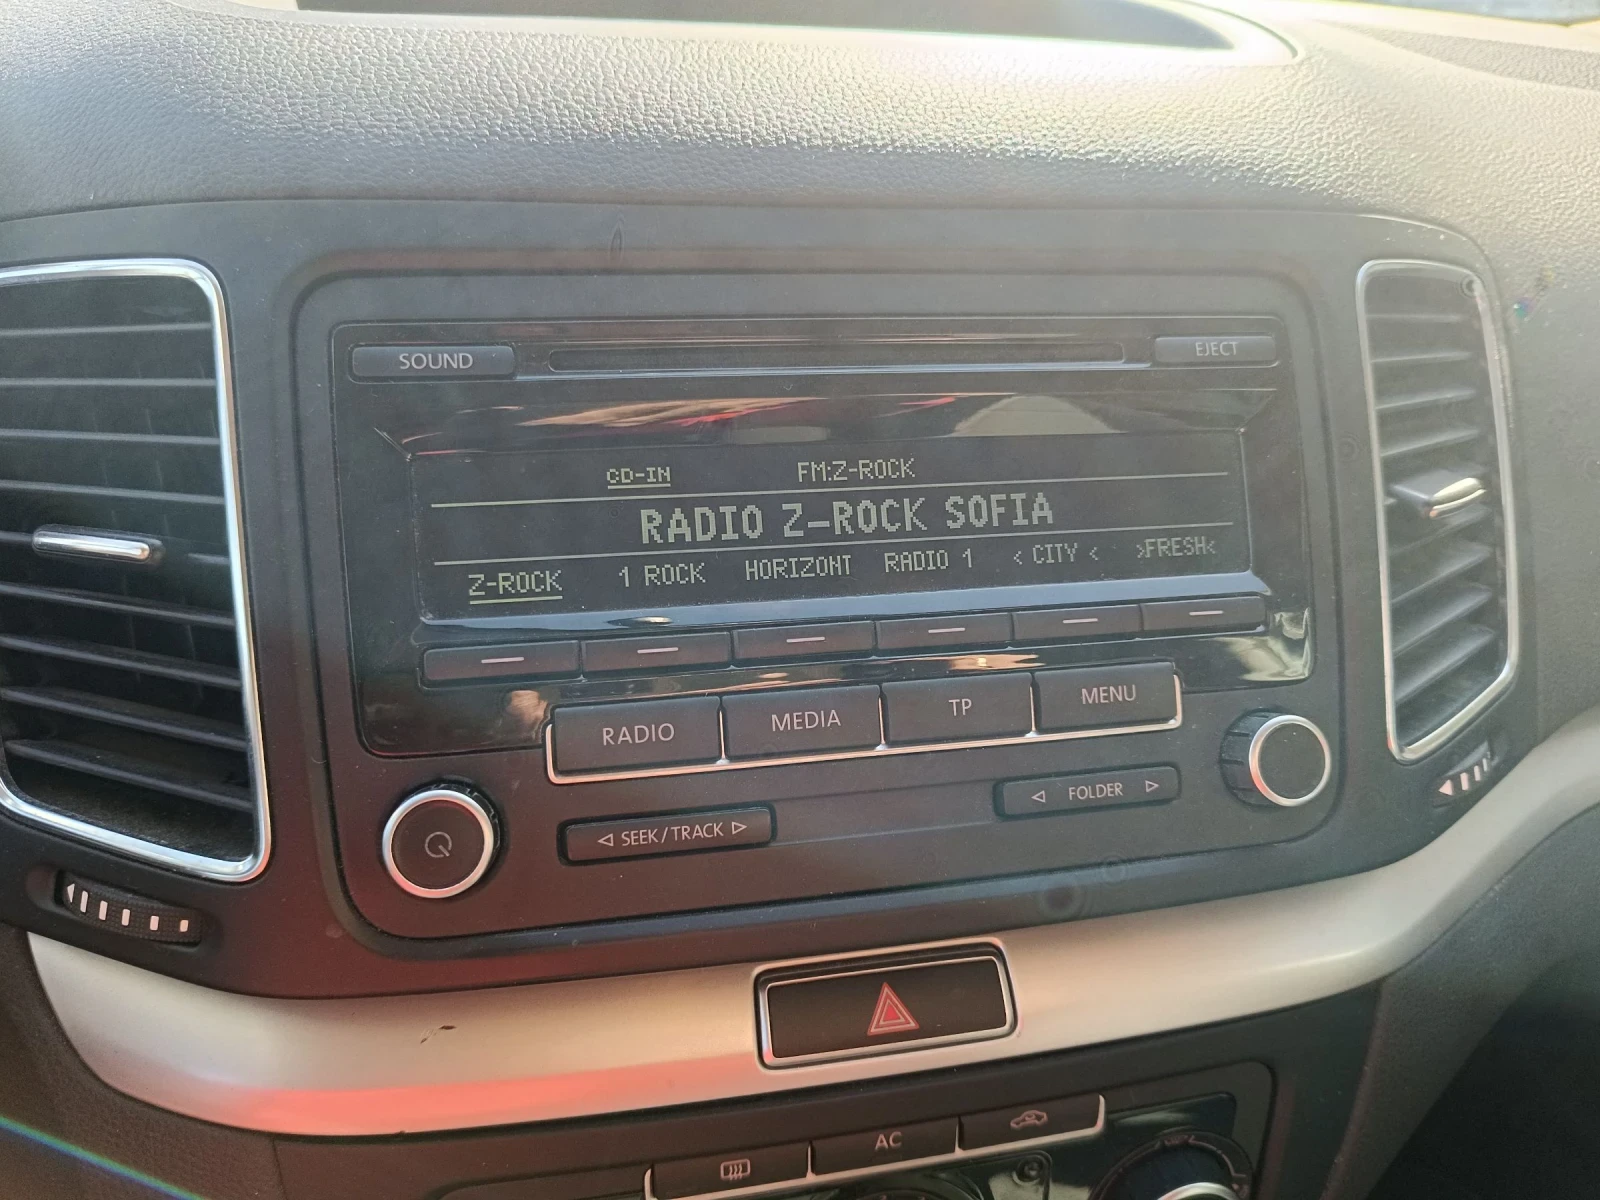 SOUND EJECT
CD-IN FM:Z-ROCK
RADIO Z-ROCK SOFIA
Z-ROCK 1 ROCK HORIZONT RADIO 1 < CITY < >FRESH<
RADIO MEDIA TP MENU
◁ SEEK/TRACK ▷ ◁ FOLDER ▷
AC